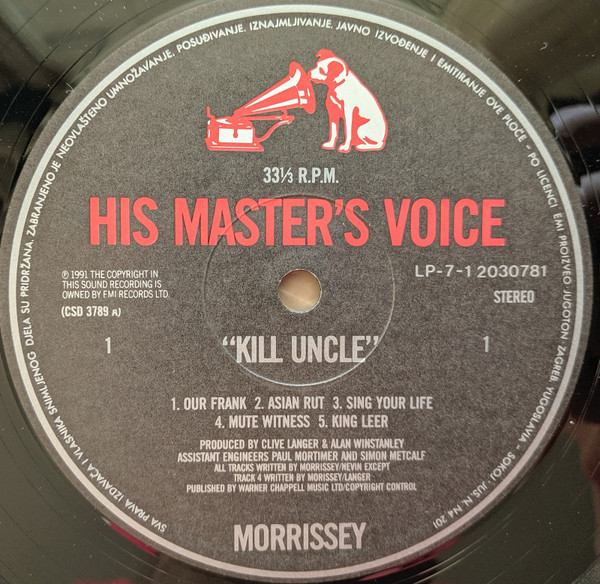 SVA PRAVA IZDAVAČA I VLASNIKA SNIMLJENOG DJELA SU PRIDRŽANA. ZABRANJENO JE NEOVLAŠTENO UMNOŽAVANJE, POSUĐIVANJE, IZNAJMLJIVANJE, JAVNO IZVOĐENJE I EMITIRANJE OVE PLOČE - PO LICENCI EMI PROIZVEO JUGOTON - ZAGREB, YUGOSLAVIA - SOKOJ JUS. N. N4 201
33⅓ R.P.M.
HIS MASTER'S VOICE
℗ 1991 THE COPYRIGHT IN
THIS SOUND RECORDING IS
OWNED BY EMI RECORDS LTD.
(CSD 3789 A)
LP-7-1 2030781
STEREO
1
"KILL UNCLE"
1
1. OUR FRANK 2. ASIAN RUT 3. SING YOUR LIFE
4. MUTE WITNESS 5. KING LEER
PRODUCED BY CLIVE LANGER & ALAN WINSTANLEY
ASSISTANT ENGINEERS PAUL MORTIMER AND SIMON METCALF
ALL TRACKS WRITTEN BY MORRISSEY/NEVIN EXCEPT
TRACK 4 WRITTEN BY MORRISSEY/LANGER
PUBLISHED BY WARNER CHAPPELL MUSIC LTD/COPYRIGHT CONTROL
MORRISSEY